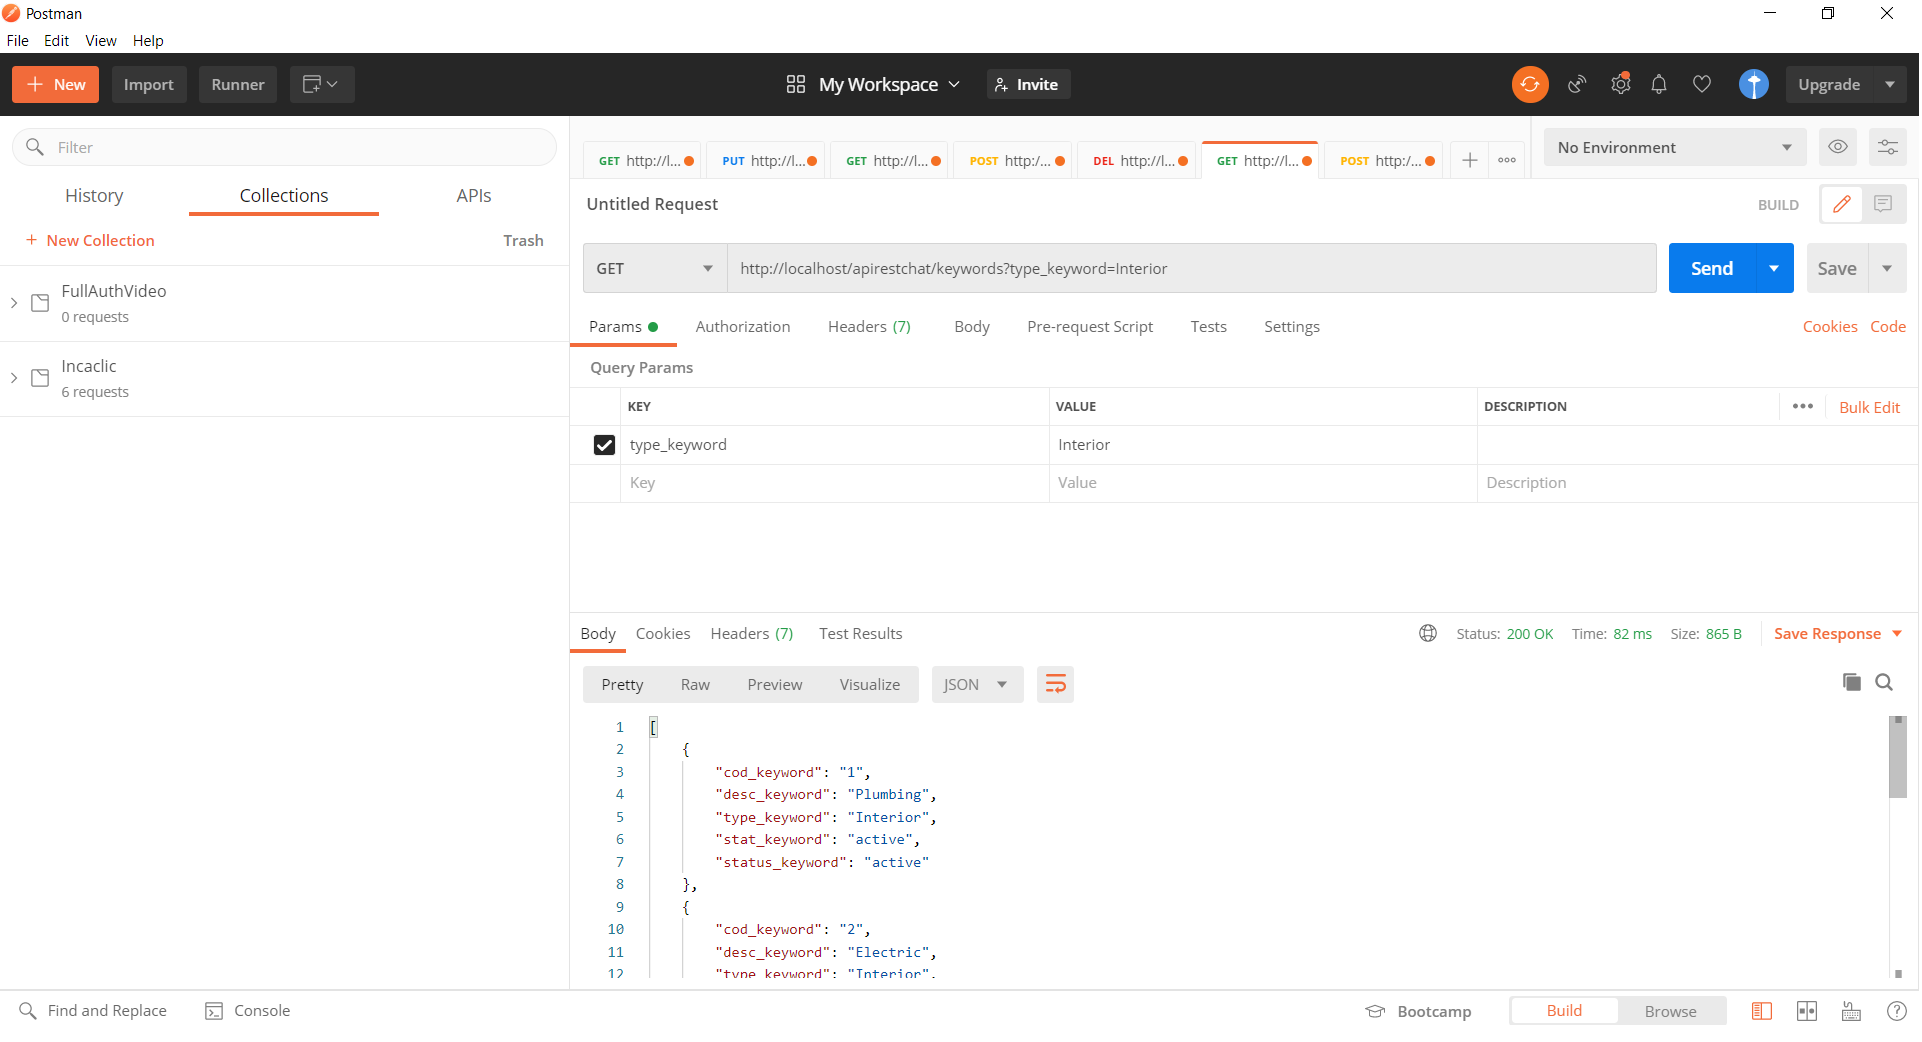 Postman
File Edit View Help
+ New Import Runner My Workspace Invite Upgrade
Filter
History Collections APIs
+ New Collection Trash
FullAuthVideo
0 requests
Incaclic
6 requests
GET http://l... PUT http://l... GET http://l... POST http:/... DEL http://l... GET http://l... POST http:/... No Environment
Untitled Request BUILD
GET http://localhost/apirestchat/keywords?type_keyword=Interior Send Save
Params Authorization Headers (7) Body Pre-request Script Tests Settings Cookies Code
Query Params
KEY VALUE DESCRIPTION Bulk Edit
type_keyword Interior
Key Value Description
Body Cookies Headers (7) Test Results Status: 200 OK Time: 82 ms Size: 865 B Save Response
Pretty Raw Preview Visualize JSON
1 [
2 {
3 "cod_keyword": "1",
4 "desc_keyword": "Plumbing",
5 "type_keyword": "Interior",
6 "stat_keyword": "active",
7 "status_keyword": "active"
8 },
9 {
10 "cod_keyword": "2",
11 "desc_keyword": "Electric",
12 "type_keyword": "Interior",
Find and Replace Console Bootcamp Build Browse